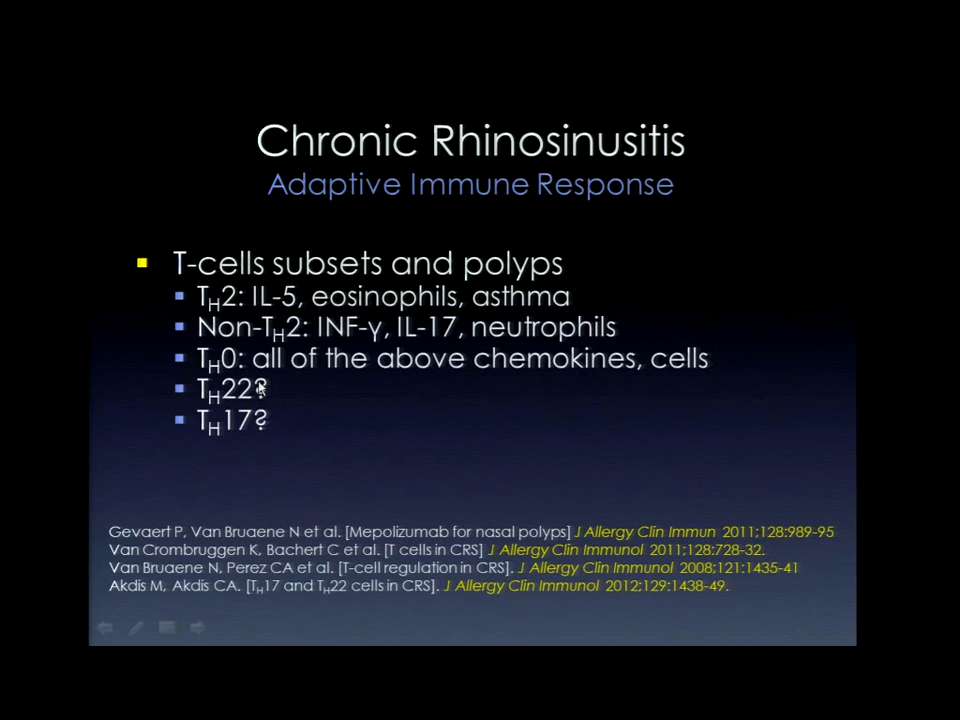 Chronic Rhinosinusitis
Adaptive Immune Response
▪ T-cells subsets and polyps
▪ TH2: IL-5, eosinophils, asthma
▪ Non-TH2: INF-γ, IL-17, neutrophils
▪ TH0: all of the above chemokines, cells
▪ TH22?
▪ TH17?
Gevaert P, Van Bruaene N et al. [Mepolizumab for nasal polyps] J Allergy Clin Immun 2011;128:989-95
Van Crombruggen K, Bachert C et al. [T cells in CRS] J Allergy Clin Immunol 2011;128:728-32.
Van Bruaene N, Perez CA et al. [T-cell regulation in CRS]. J Allergy Clin Immunol 2008;121:1435-41
Akdis M, Akdis CA. [TH17 and TH22 cells in CRS]. J Allergy Clin Immunol 2012;129:1438-49.